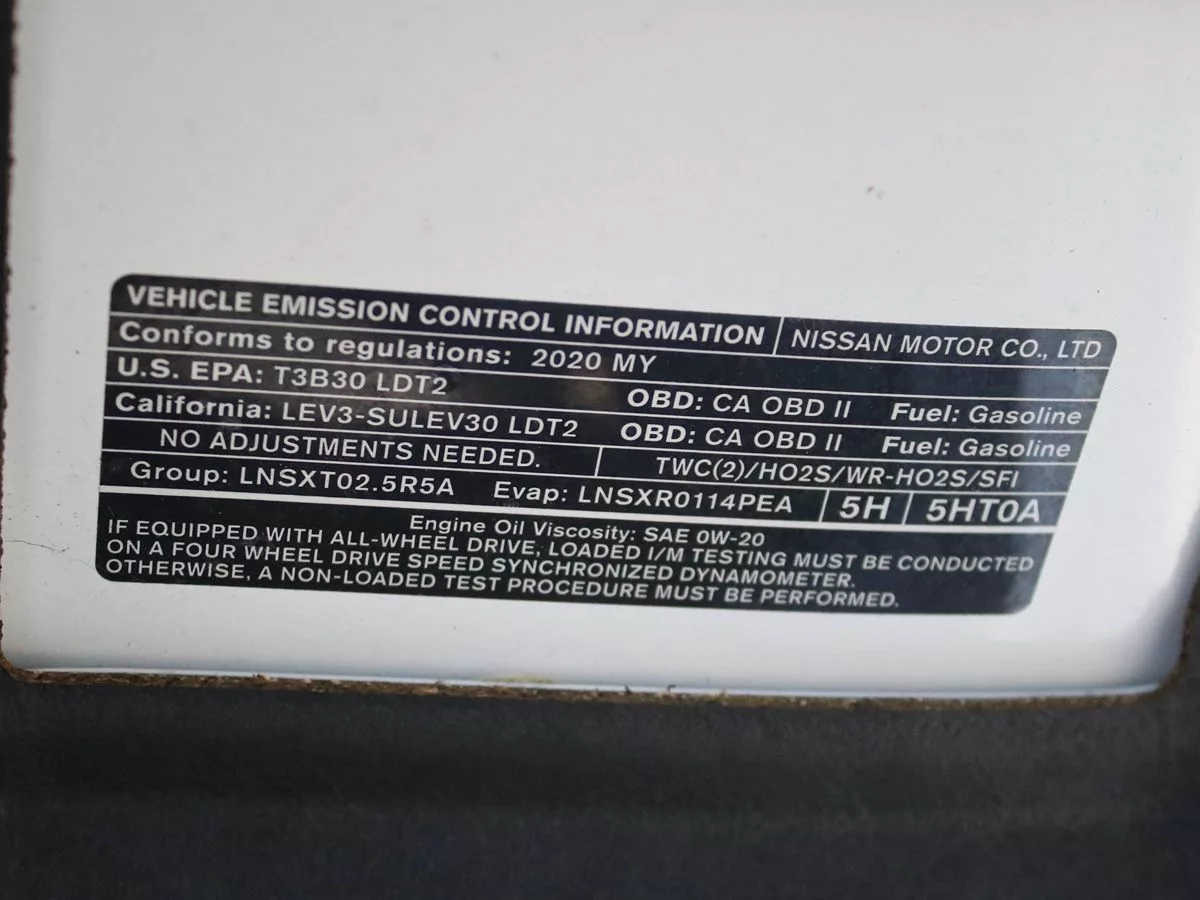 VEHICLE EMISSION CONTROL INFORMATION NISSAN MOTOR CO., LTD
Conforms to regulations: 2020 MY
U.S. EPA: T3B30 LDT2 OBD: CA OBD II Fuel: Gasoline
California: LEV3-SULEV30 LDT2 OBD: CA OBD II Fuel: Gasoline
NO ADJUSTMENTS NEEDED. TWC(2)/HO2S/WR-HO2S/SFI
Group: LNSXT02.5R5A Evap: LNSXR0114PEA 5H 5HT0A
Engine Oil Viscosity: SAE 0W-20
IF EQUIPPED WITH ALL-WHEEL DRIVE, LOADED I/M TESTING MUST BE CONDUCTED
ON A FOUR WHEEL DRIVE SPEED SYNCHRONIZED DYNAMOMETER.
OTHERWISE, A NON-LOADED TEST PROCEDURE MUST BE PERFORMED.